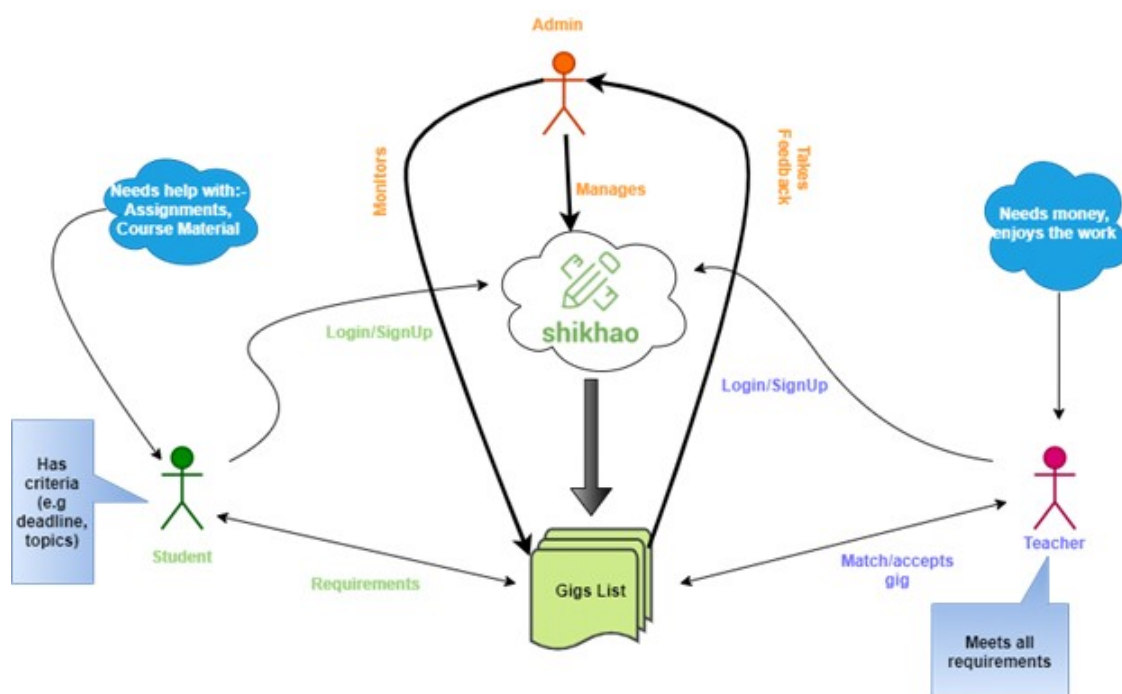 Admin
Monitors
Manages
Takes
Feedback
Needs help with:-
Assignments,
Course Material
Needs money,
enjoys the work
shikhao
Login/SignUp
Login/SignUp
Has
criteria
(e.g
deadline,
topics)
Student
Teacher
Requirements
Gigs List
Match/accepts
gig
Meets all
requirements